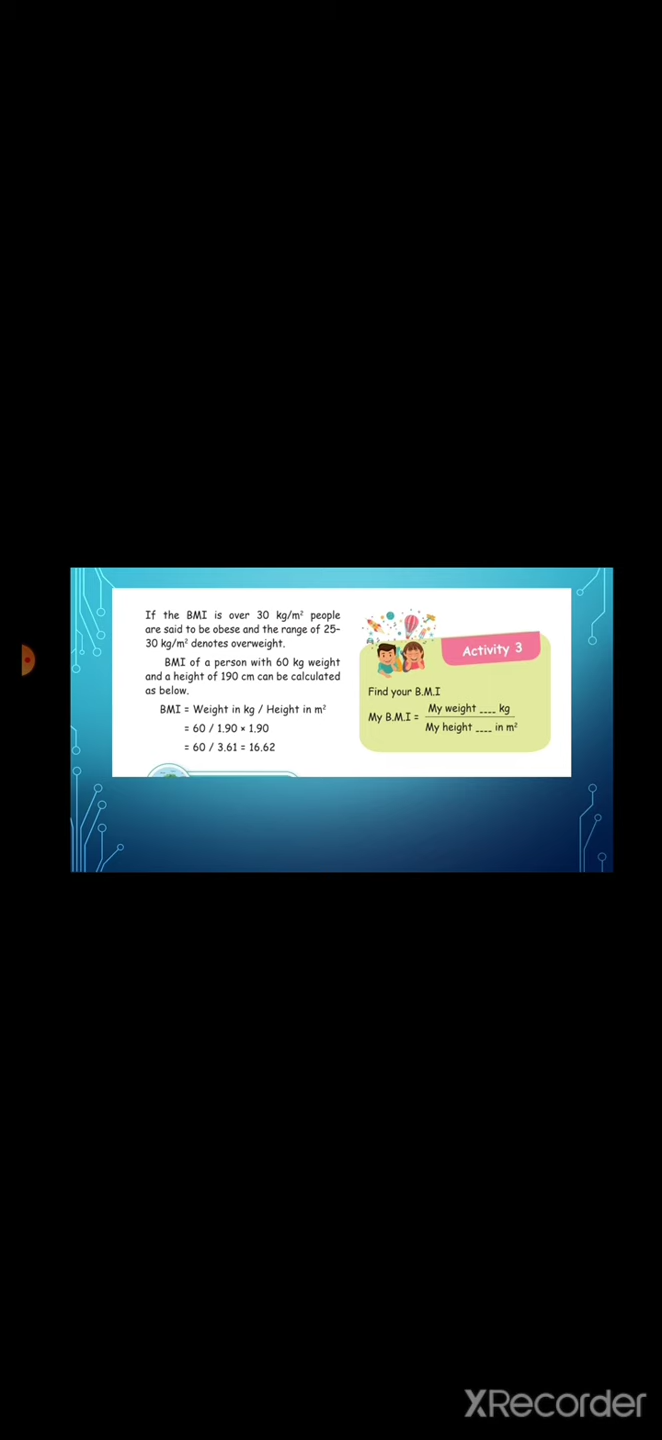 If the BMI is over 30 kg/m² people
are said to be obese and the range of 25-
30 kg/m² denotes overweight.
BMI of a person with 60 kg weight
and a height of 190 cm can be calculated
as below.
BMI = Weight in kg / Height in m²
= 60 / 1.90 × 1.90
= 60 / 3.61 = 16.62
Activity 3
Find your B.M.I
My B.M.I = My weight ---- kg
My height ---- in m²
XRecorder